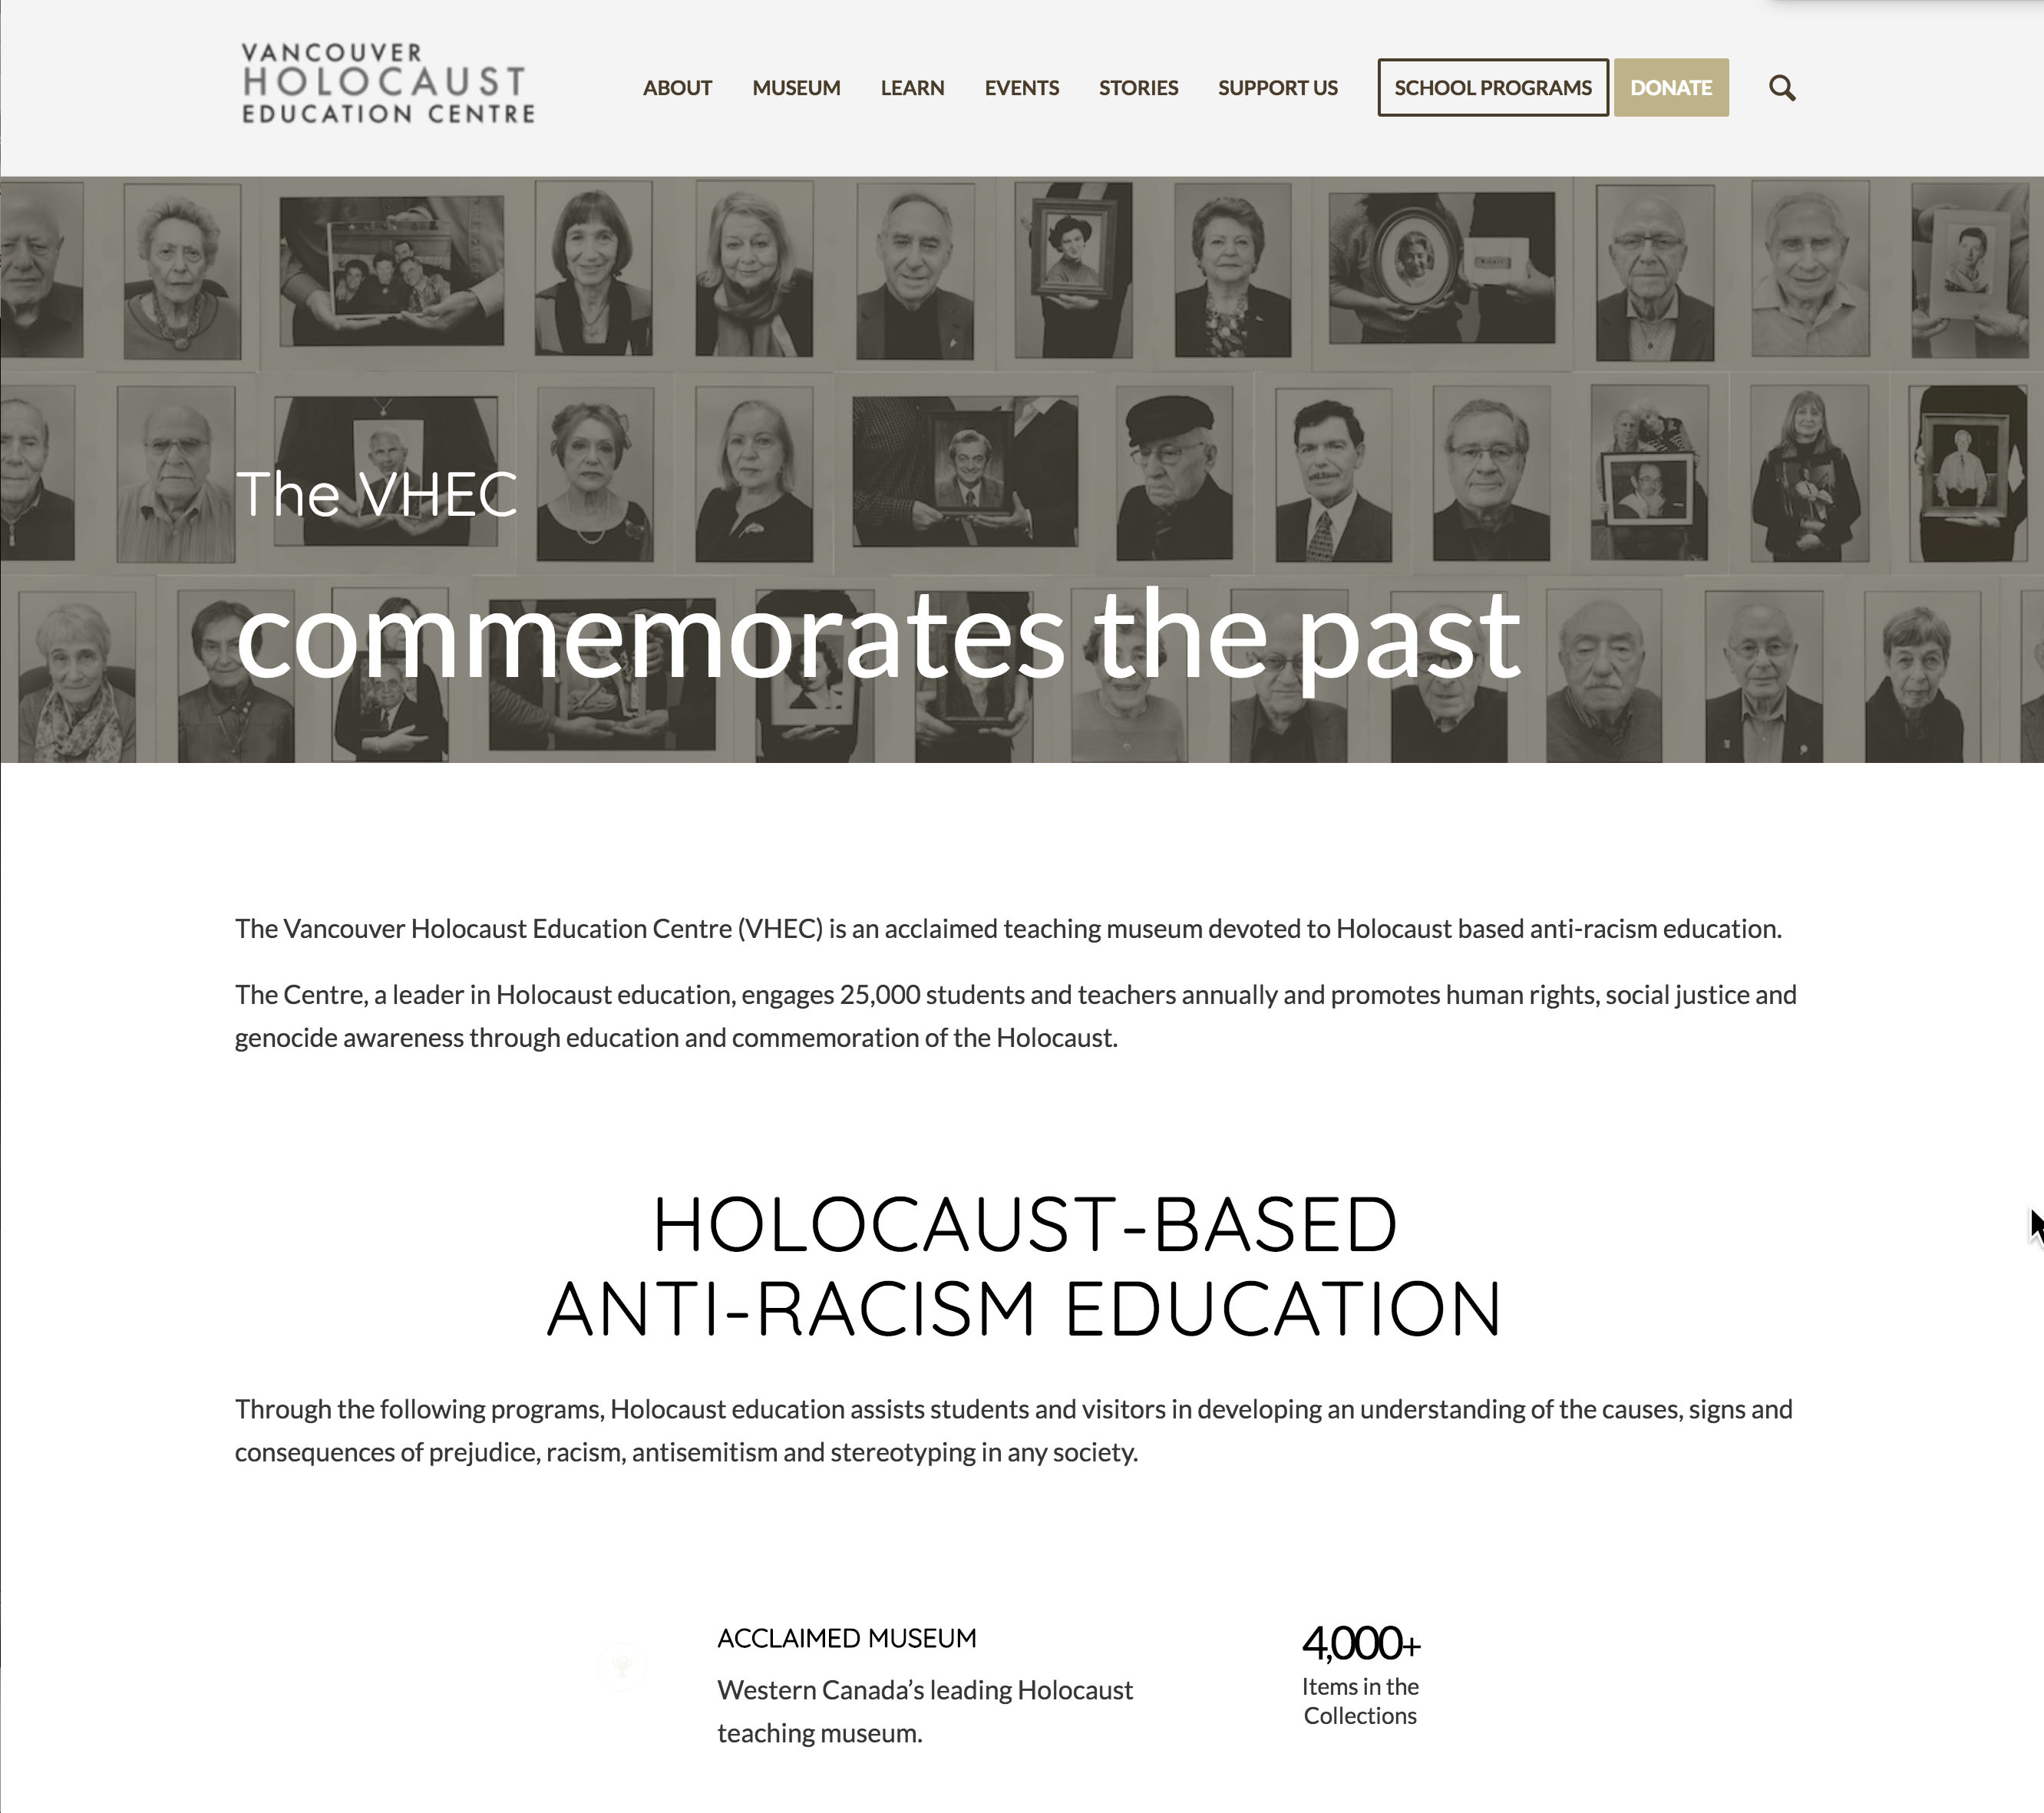 VANCOUVER
HOLOCAUST
EDUCATION CENTRE
ABOUT MUSEUM LEARN EVENTS STORIES SUPPORT US SCHOOL PROGRAMS DONATE
The VHEC
commemorates the past
The Vancouver Holocaust Education Centre (VHEC) is an acclaimed teaching museum devoted to Holocaust based anti-racism education.
The Centre, a leader in Holocaust education, engages 25,000 students and teachers annually and promotes human rights, social justice and
genocide awareness through education and commemoration of the Holocaust.
HOLOCAUST-BASED
ANTI-RACISM EDUCATION
Through the following programs, Holocaust education assists students and visitors in developing an understanding of the causes, signs and
consequences of prejudice, racism, antisemitism and stereotyping in any society.
ACCLAIMED MUSEUM
Western Canada’s leading Holocaust
teaching museum.
4,000+
Items in the
Collections